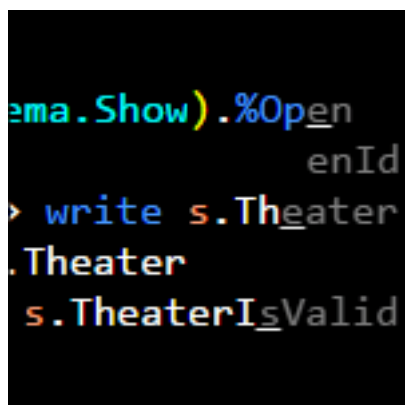 ema.Show).%Open
enId
> write s.Theater
.Theater
s.TheaterIsValid